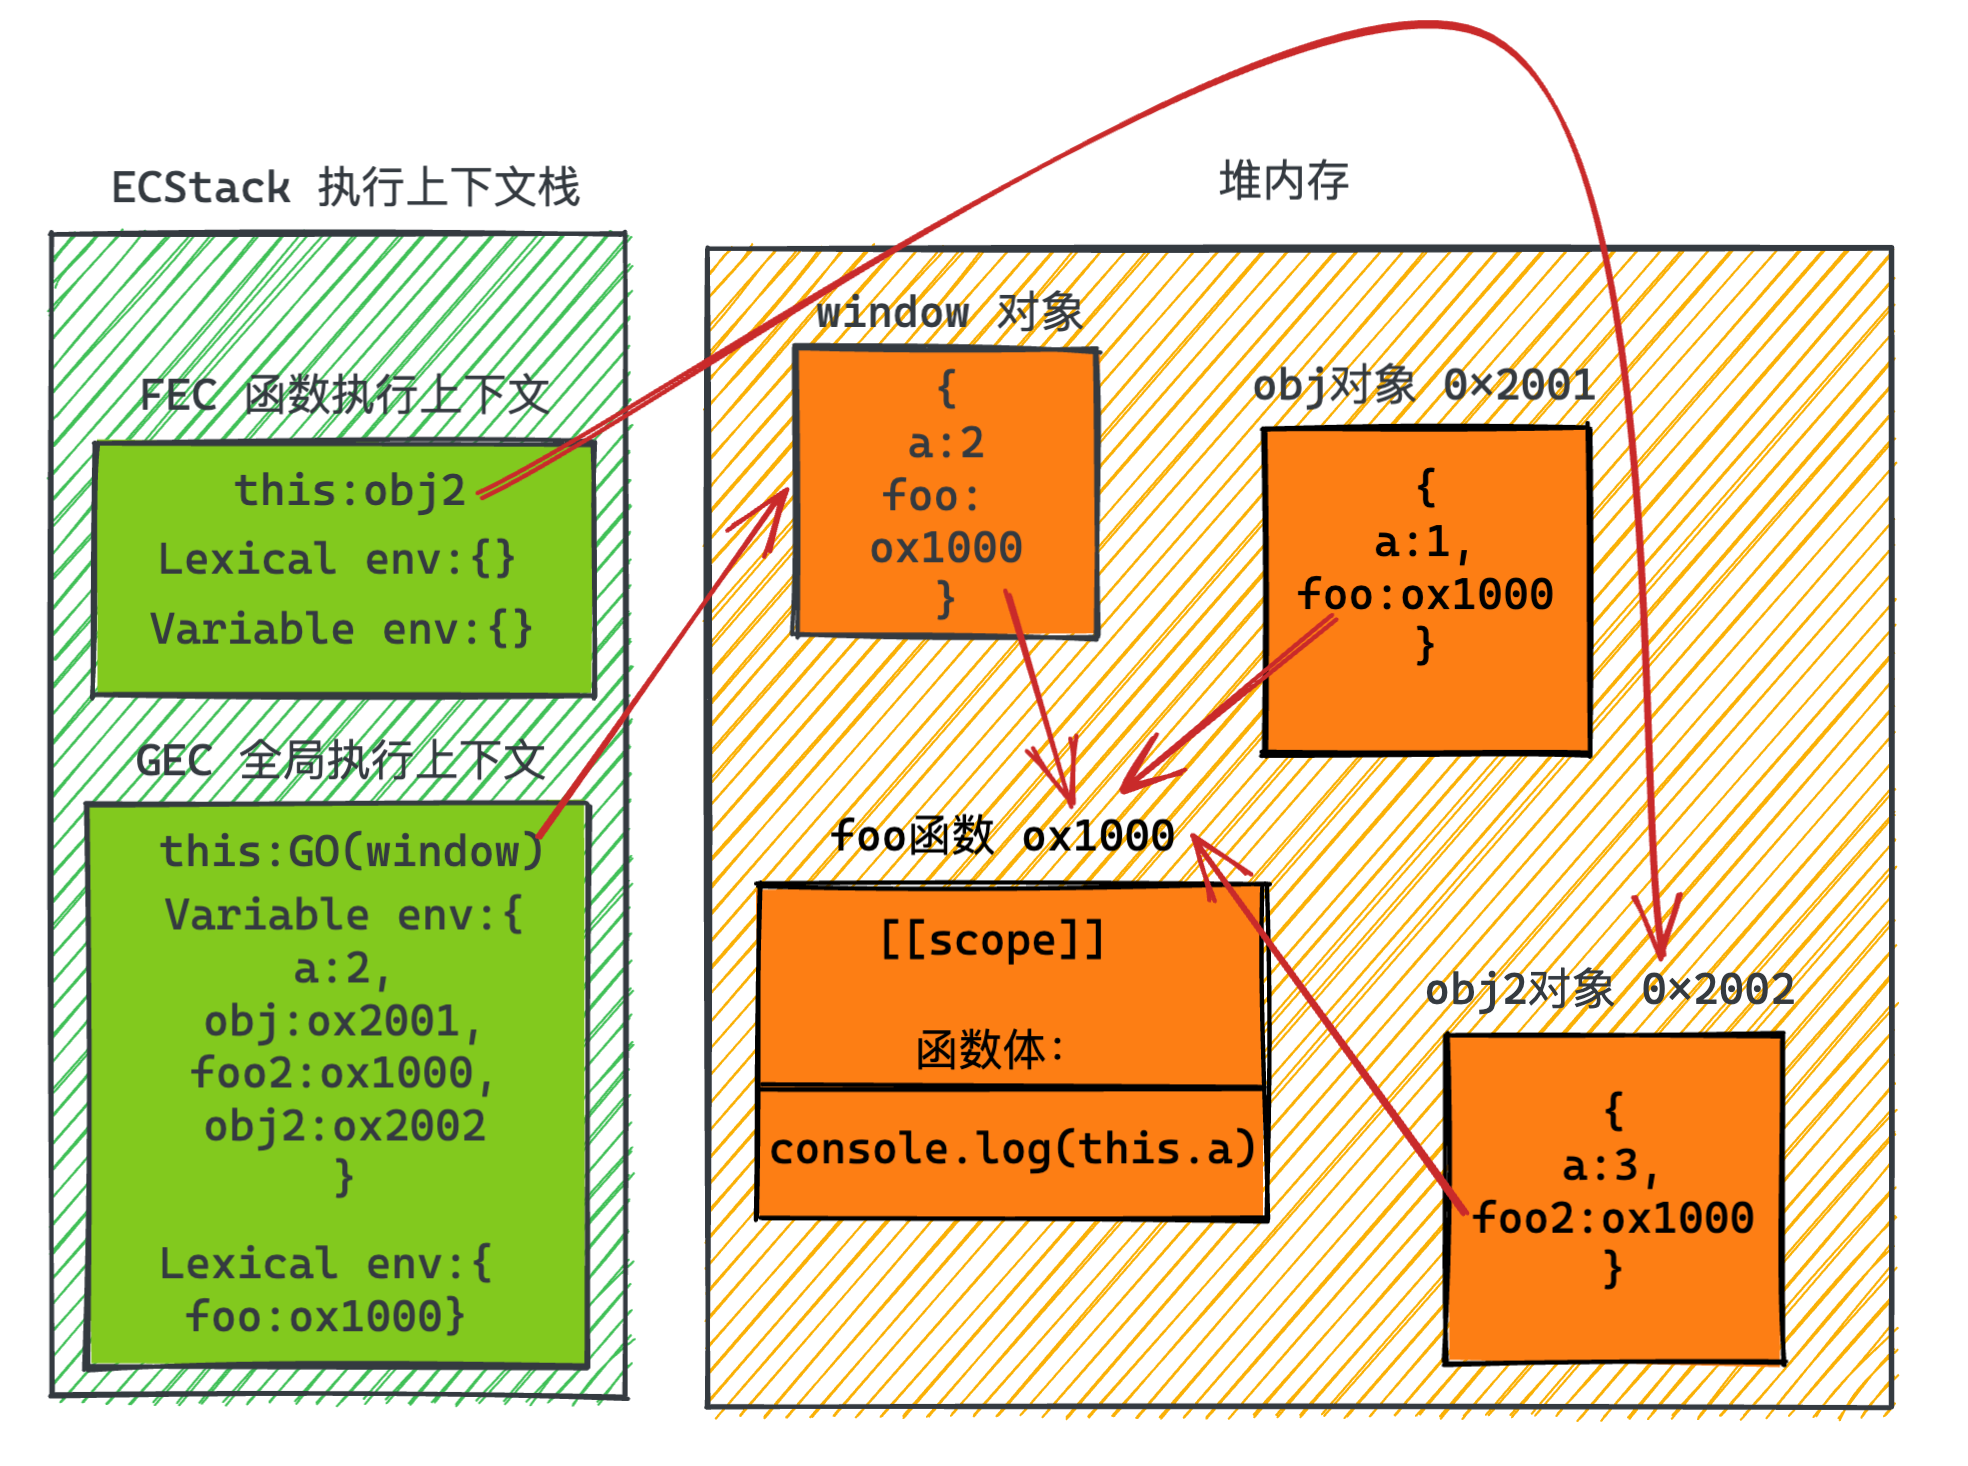 ECStack 执行上下文栈
FEC 函数执行上下文
this:obj2
Lexical env:{}
Variable env:{}
GEC 全局执行上下文
this:GO(window)
Variable env:{
a:2,
obj:ox2001,
foo2:ox1000,
obj2:ox2002
}
Lexical env:{
foo:ox1000}
堆内存
window 对象
{
a:2
foo:
ox1000
}
obj对象 0×2001
{
a:1,
foo:ox1000
}
foo函数 ox1000
[[scope]]
函数体:
console.log(this.a)
obj2对象 0×2002
{
a:3,
foo2:ox1000
}